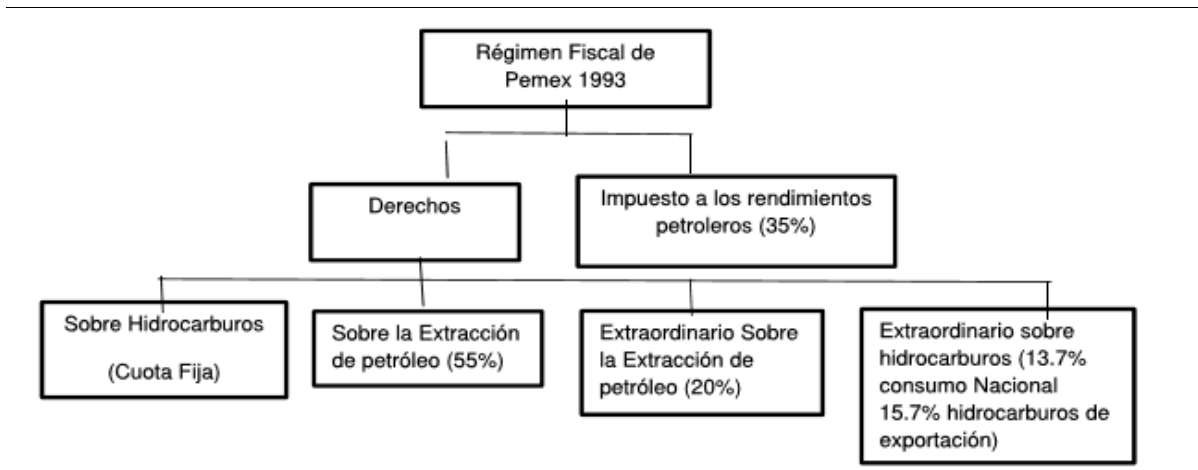 Régimen Fiscal de
Pemex 1993
Derechos
Impuesto a los rendimientos
petroleros (35%)
Sobre Hidrocarburos
(Cuota Fija)
Sobre la Extracción
de petróleo (55%)
Extraordinario Sobre
la Extracción de
petróleo (20%)
Extraordinario sobre
hidrocarburos (13.7%
consumo Nacional
15.7% hidrocarburos de
exportación)